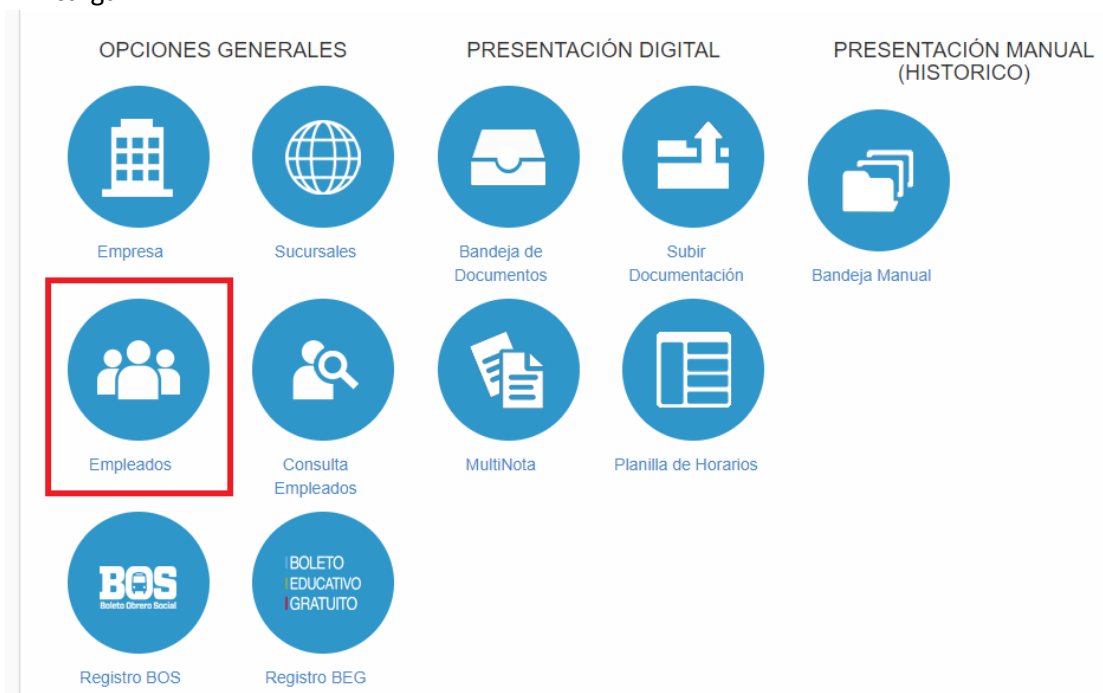 OPCIONES GENERALES
PRESENTACIÓN DIGITAL
PRESENTACIÓN MANUAL
(HISTORICO)
Empresa
Sucursales
Bandeja de
Documentos
Subir
Documentación
Bandeja Manual
Empleados
Consulta
Empleados
MultiNota
Planilla de Horarios
BOS
Boleto Obrero Social
BOLETO
EDUCATIVO
GRATUITO
Registro BOS
Registro BEG